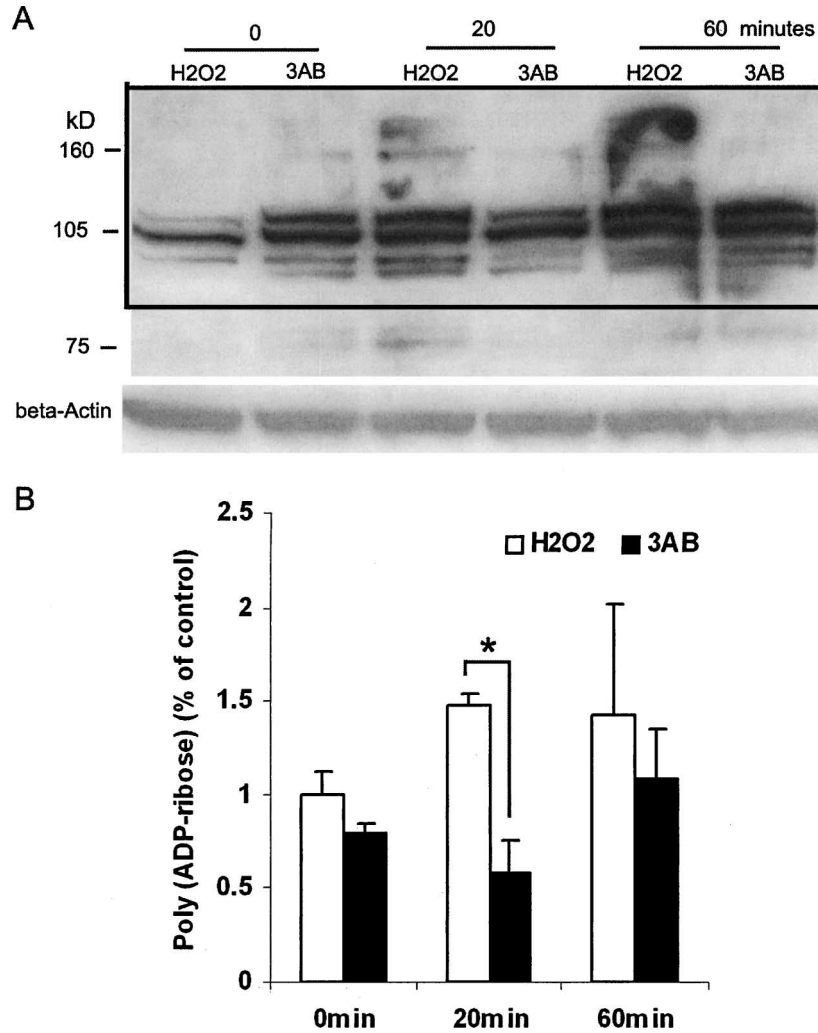 A
0 20 60 minutes
H2O2 3AB H2O2 3AB H2O2 3AB
kD
160
105
75
beta-Actin
B
Poly (ADP-ribose) (% of control)
2.5
2
1.5
1
0.5
0
H2O2 3AB
*
0min 20min 60min